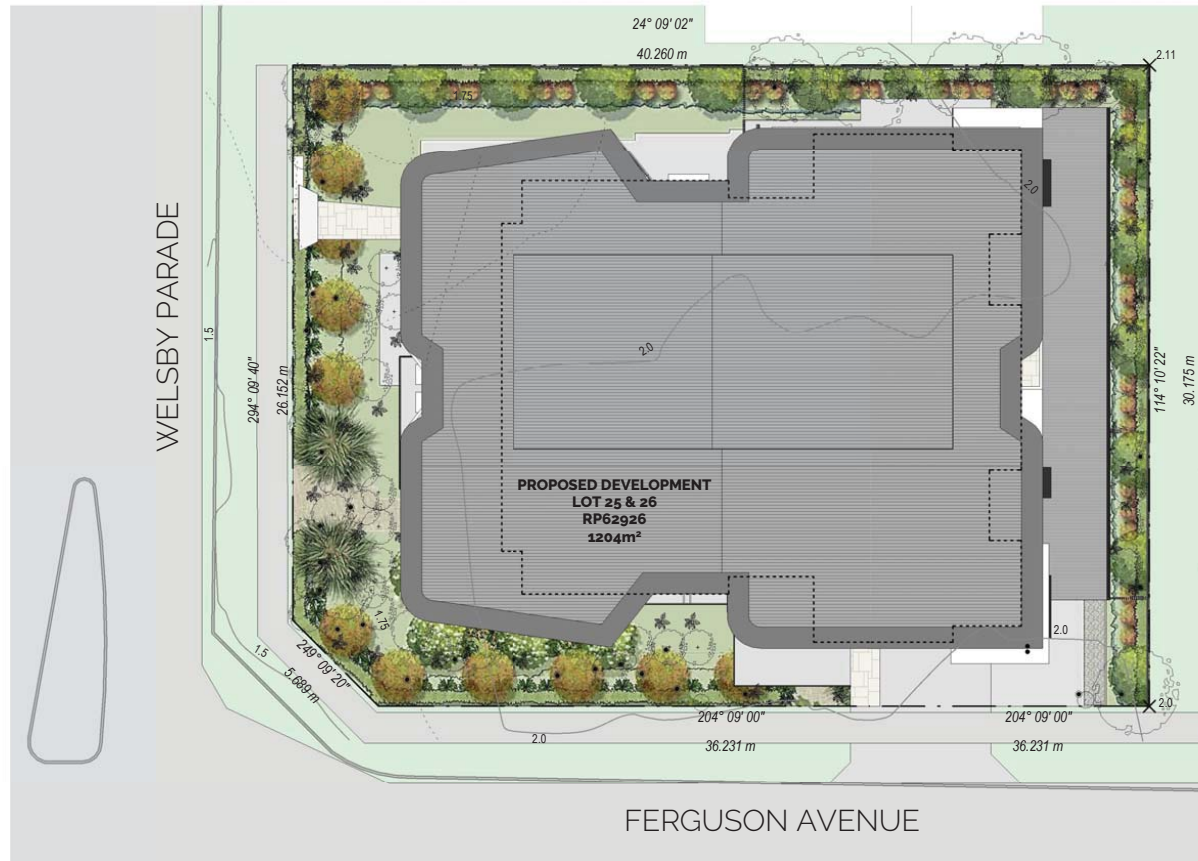 24° 09' 02"
40.260 m
2.11
1.75
2.0
WELSBY PARADE
1.5
294° 09' 40"
26.152 m
2.0
114° 10' 22"
30.175 m
PROPOSED DEVELOPMENT
LOT 25 & 26
RP62926
1204m²
1.75
2.0
1.5
249° 09' 20"
5.689 m
2.0
204° 09' 00"
204° 09' 00"
2.0
36.231 m
36.231 m
FERGUSON AVENUE